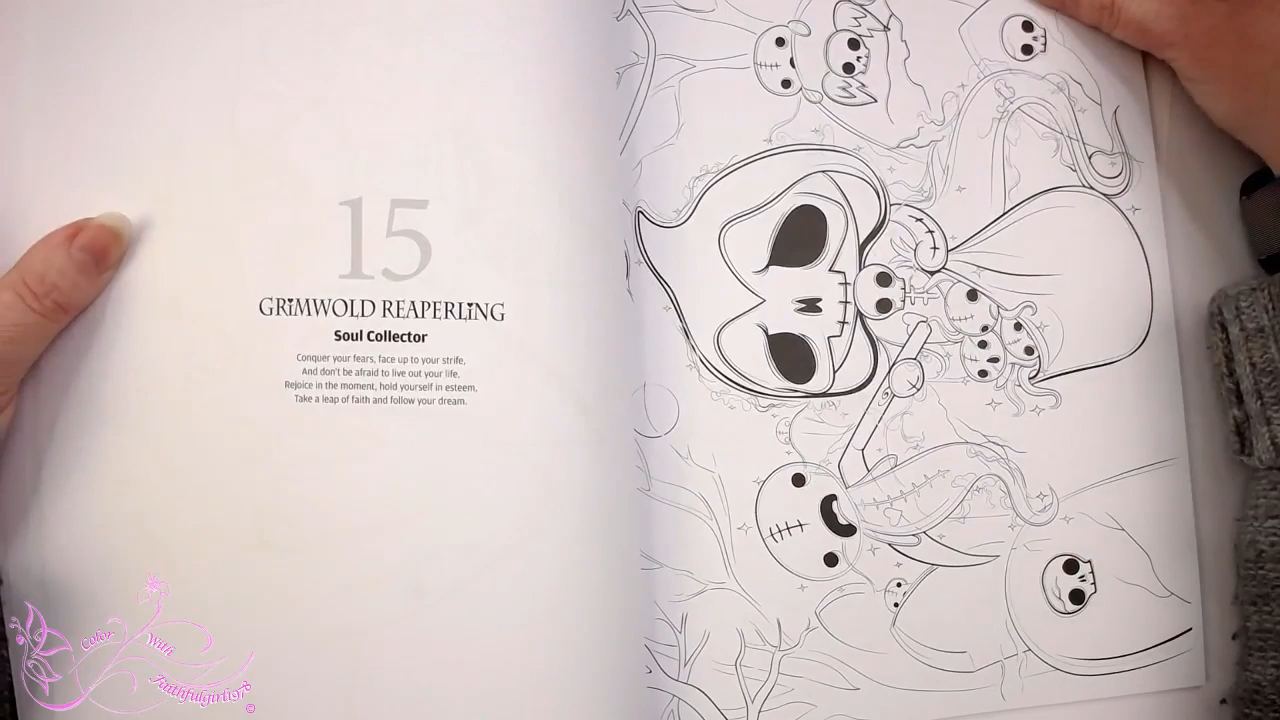 15
GRiMWOLD REAPERLiNG
Soul Collector
Conquer your fears, face up to your strife,
And don't be afraid to live out your life,
Rejoice in the moment, hold yourself in esteem,
Take a leap of faith and follow your dream.
Color With
Faithfulgirl1978
©